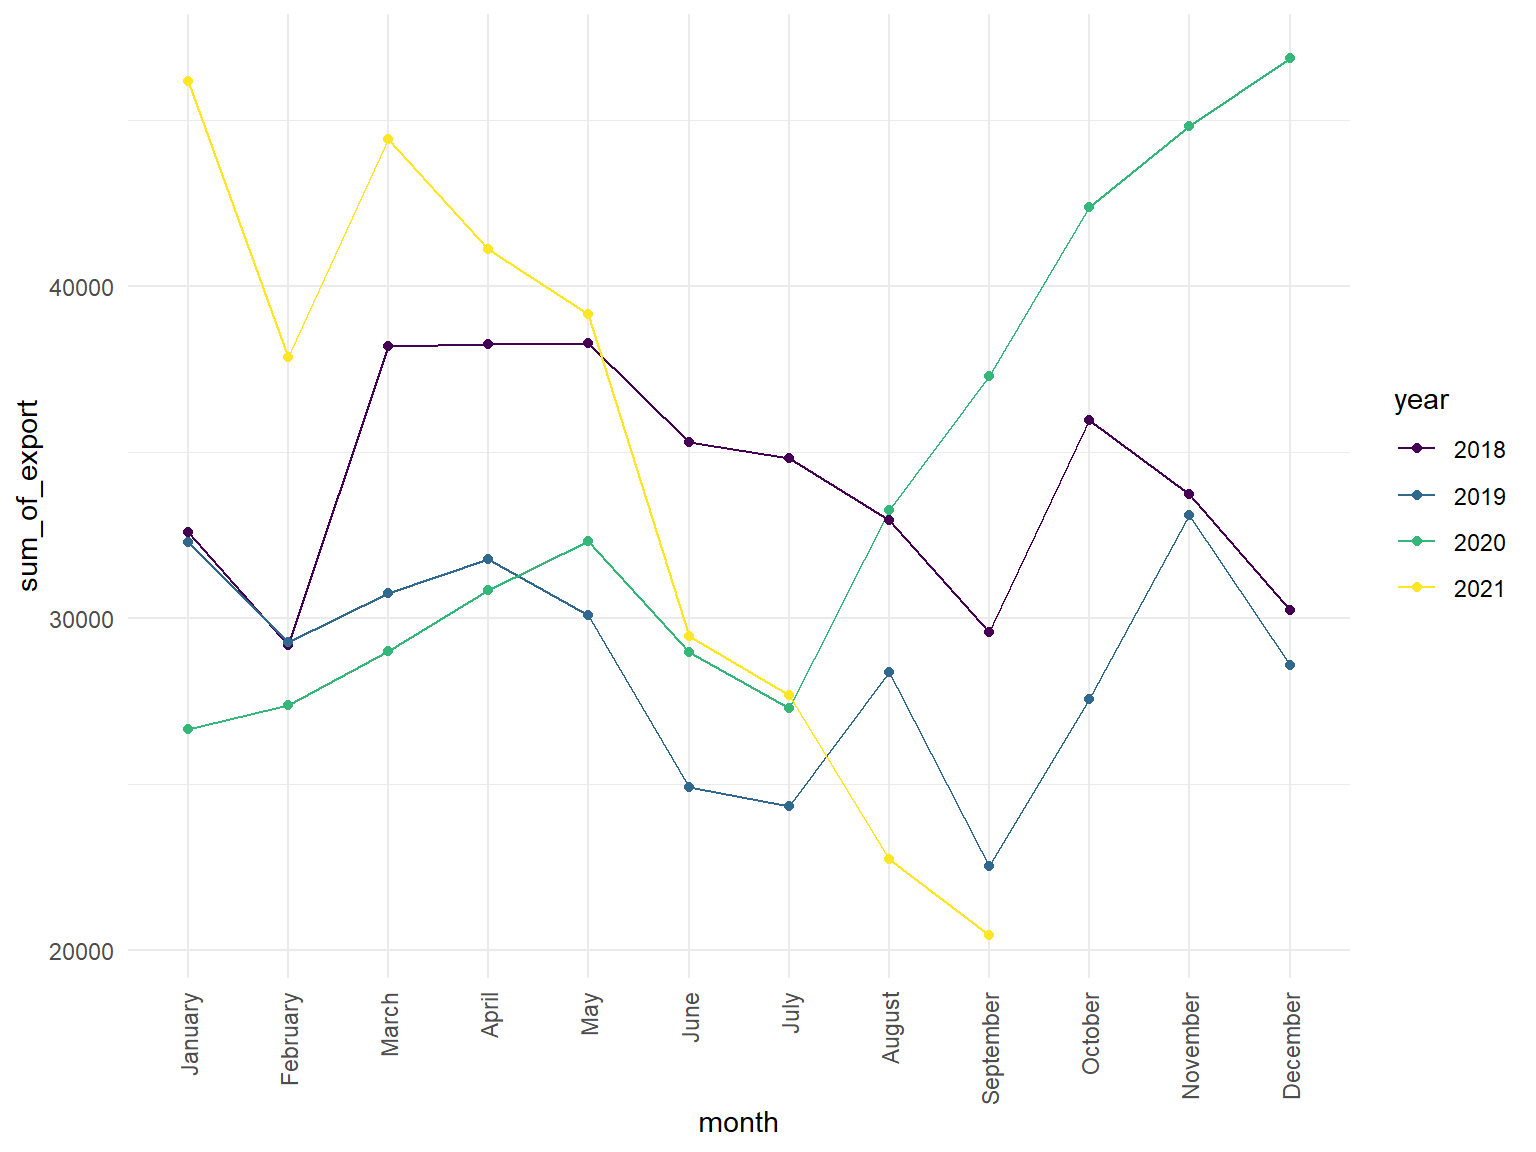 sum_of_export
40000
30000
20000
January
February
March
April
May
June
July
August
September
October
November
December
month
year
2018
2019
2020
2021